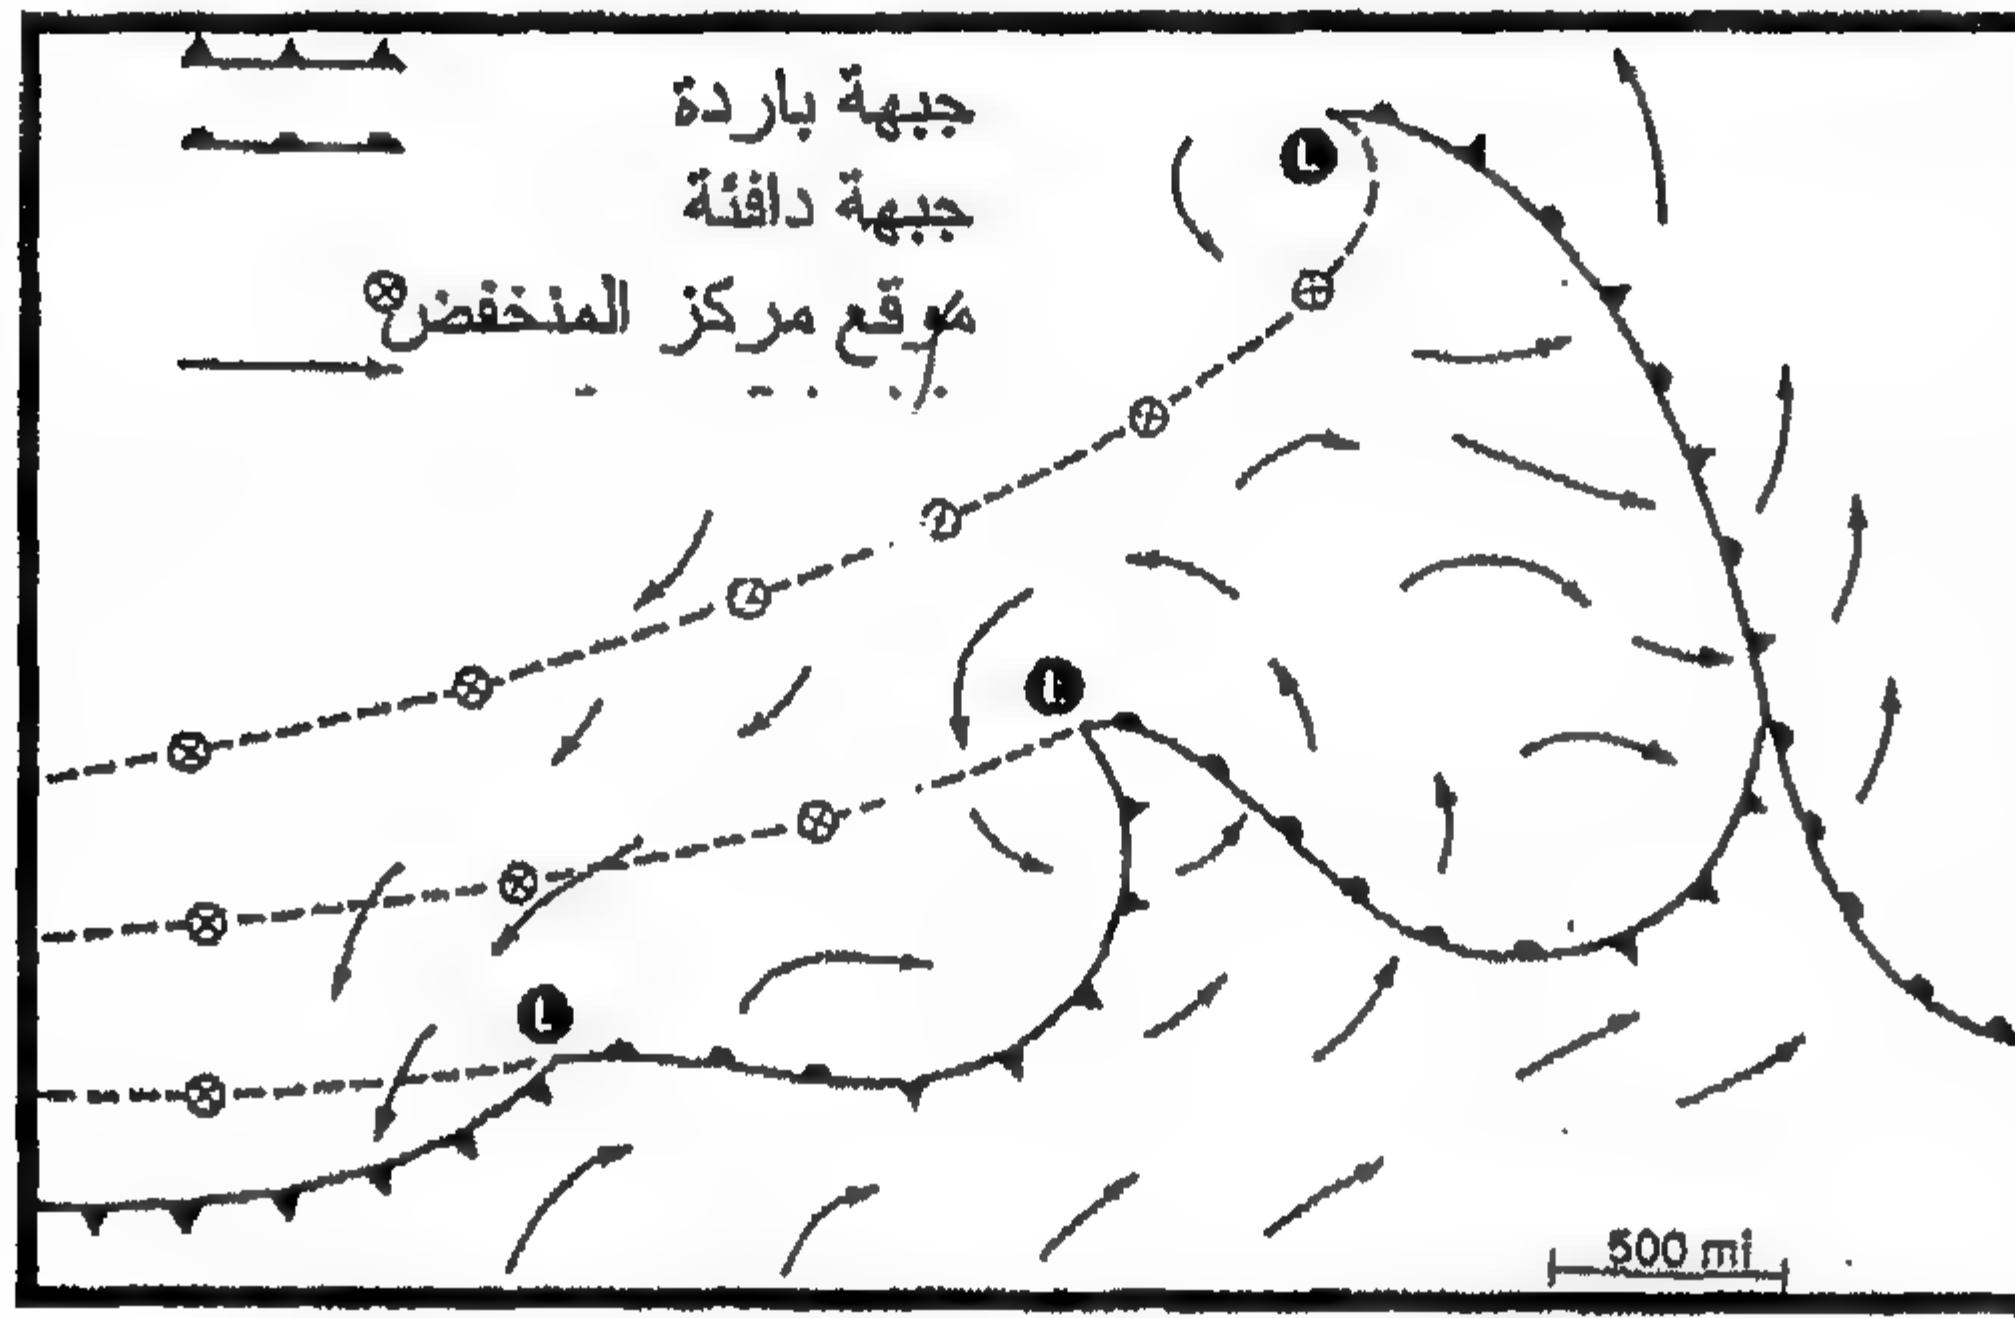 جبهة باردة
جبهة دافئة
موقع مركز المنخفض
L
L
L
500 mi